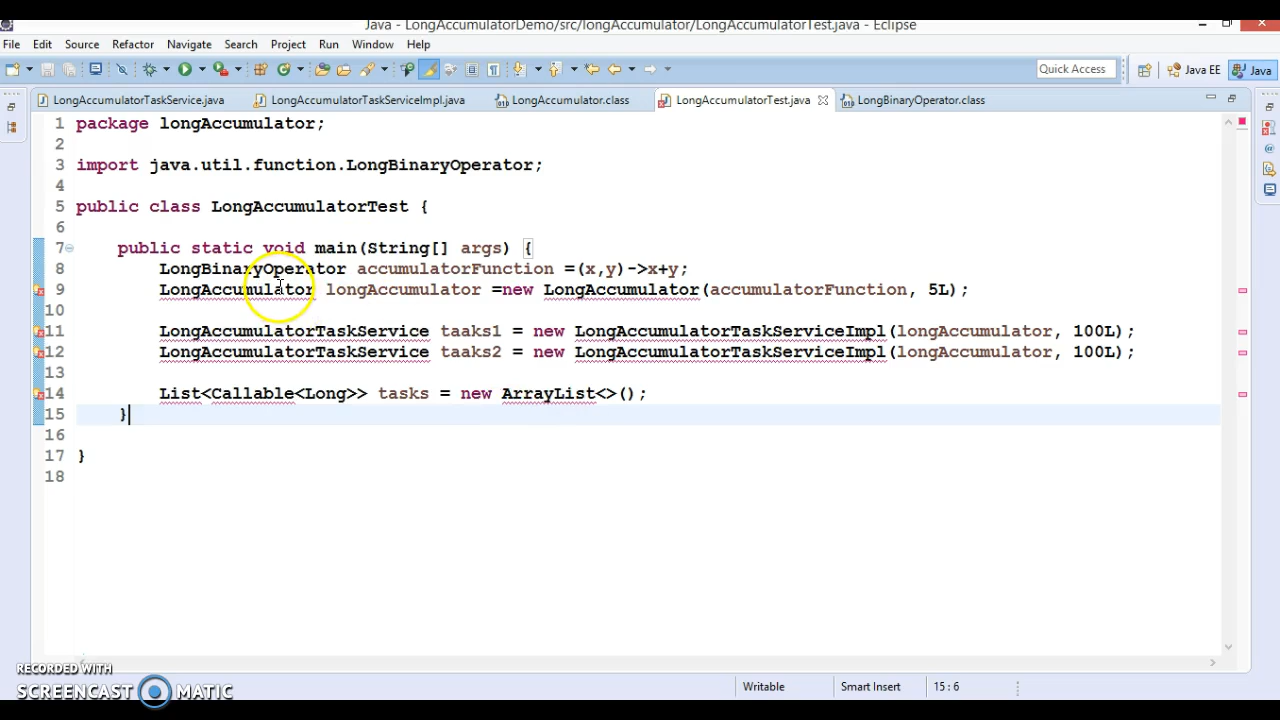 Java - LongAccumulatorDemo/src/longAccumulator/LongAccumulatorTest.java - Eclipse
File Edit Source Refactor Navigate Search Project Run Window Help
Quick Access Java EE Java
LongAccumulatorTaskService.java LongAccumulatorTaskServiceImpl.java LongAccumulator.class LongAccumulatorTest.java LongBinaryOperator.class
1 package longAccumulator;
2
3 import java.util.function.LongBinaryOperator;
4
5 public class LongAccumulatorTest {
6
7 public static void main(String[] args) {
8 LongBinaryOperator accumulatorFunction =(x,y)->x+y;
9 LongAccumulator longAccumulator =new LongAccumulator(accumulatorFunction, 5L);
10
11 LongAccumulatorTaskService taaks1 = new LongAccumulatorTaskServiceImpl(longAccumulator, 100L);
12 LongAccumulatorTaskService taaks2 = new LongAccumulatorTaskServiceImpl(longAccumulator, 100L);
13
14 List<Callable<Long>> tasks = new ArrayList<>();
15 }
16
17 }
18
RECORDED WITH
SCREENCAST MATIC
Writable Smart Insert 15 : 6